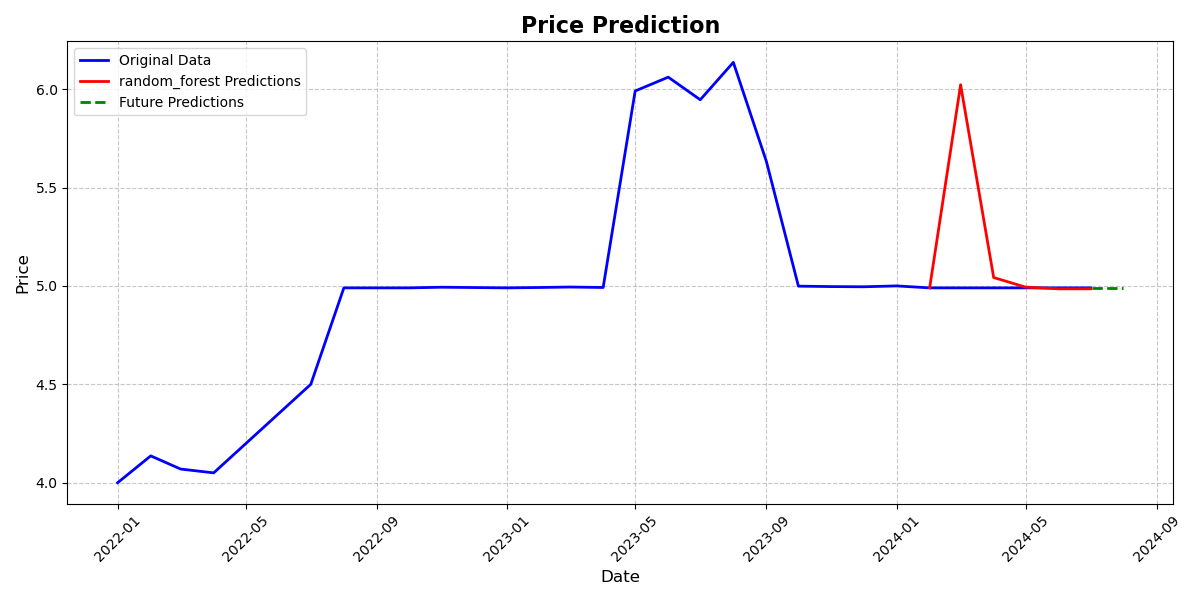 Price Prediction
Original Data
random_forest Predictions
Future Predictions
Price
6.0
5.5
5.0
4.5
4.0
2022-01
2022-05
2022-09
2023-01
2023-05
2023-09
2024-01
2024-05
2024-09
Date